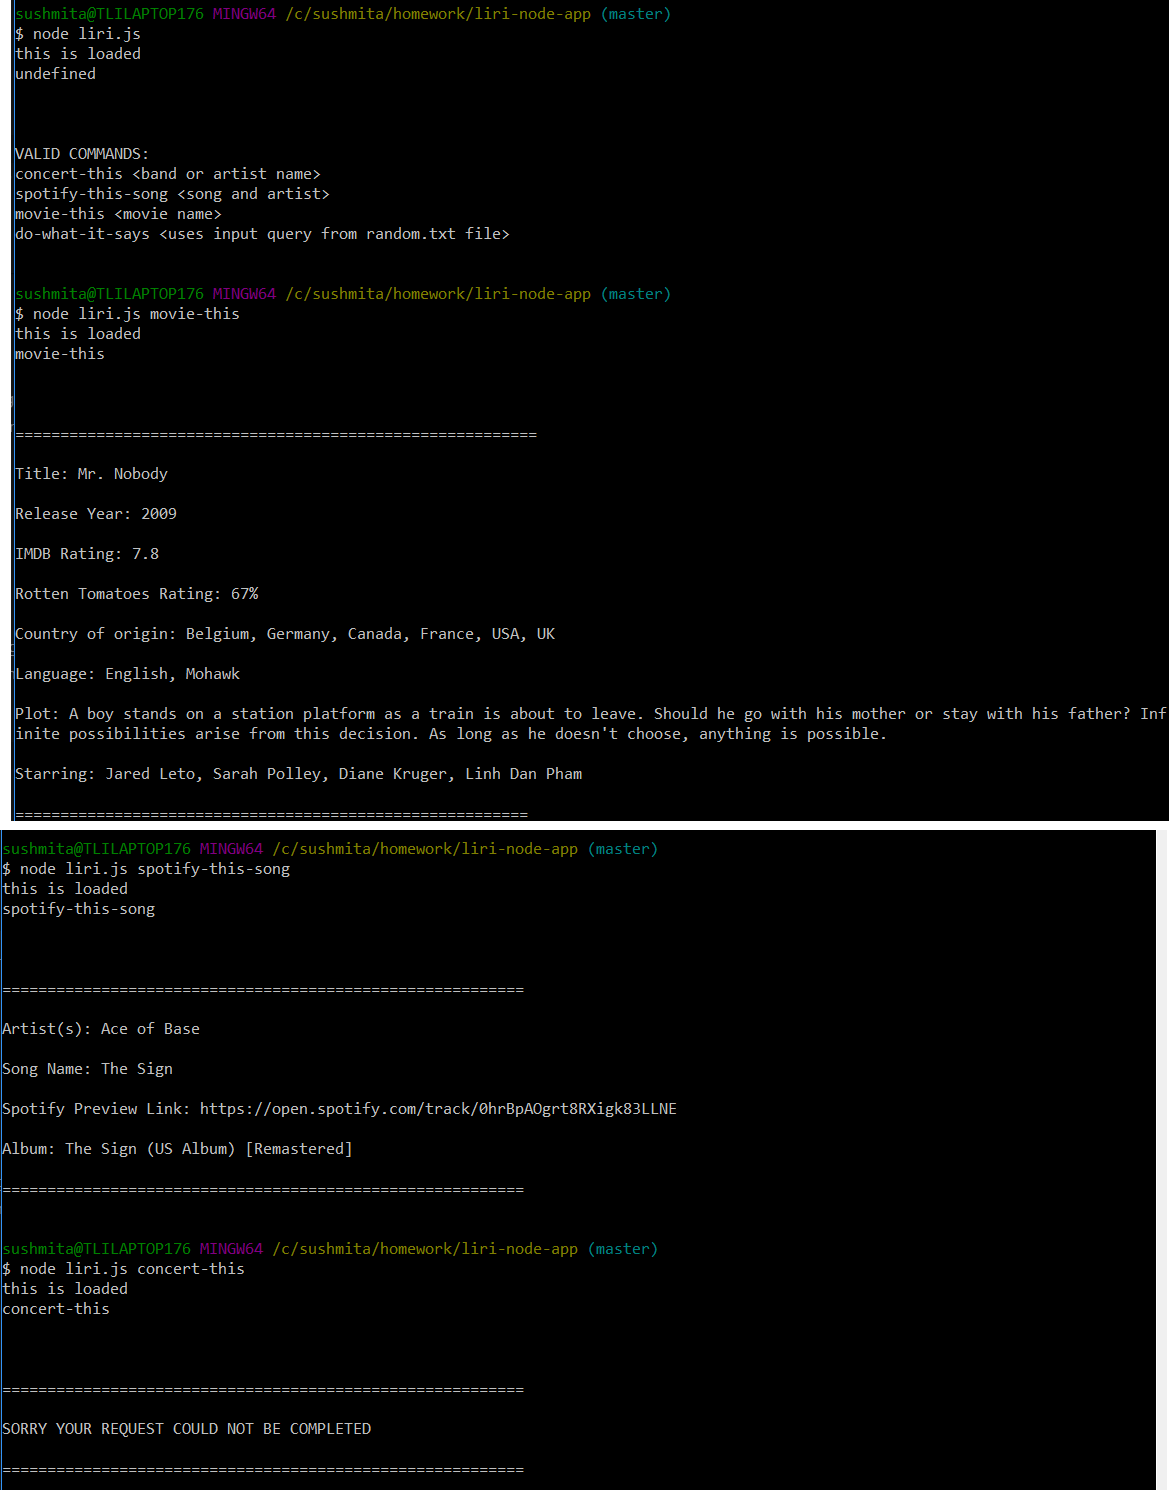 sushmita@TLILAPTOP176 MINGW64 /c/sushmita/homework/liri-node-app (master)
$ node liri.js
this is loaded
undefined
VALID COMMANDS:
concert-this <band or artist name>
spotify-this-song <song and artist>
movie-this <movie name>
do-what-it-says <uses input query from random.txt file>
sushmita@TLILAPTOP176 MINGW64 /c/sushmita/homework/liri-node-app (master)
$ node liri.js movie-this
this is loaded
movie-this
==========================================================
Title: Mr. Nobody
Release Year: 2009
IMDB Rating: 7.8
Rotten Tomatoes Rating: 67%
Country of origin: Belgium, Germany, Canada, France, USA, UK
Language: English, Mohawk
Plot: A boy stands on a station platform as a train is about to leave. Should he go with his mother or stay with his father? Inf
inite possibilities arise from this decision. As long as he doesn't choose, anything is possible.
Starring: Jared Leto, Sarah Polley, Diane Kruger, Linh Dan Pham
=========================================================
sushmita@TLILAPTOP176 MINGW64 /c/sushmita/homework/liri-node-app (master)
$ node liri.js spotify-this-song
this is loaded
spotify-this-song
==========================================================
Artist(s): Ace of Base
Song Name: The Sign
Spotify Preview Link: https://open.spotify.com/track/0hrBpAOgrt8RXigk83LLNE
Album: The Sign (US Album) [Remastered]
==========================================================
sushmita@TLILAPTOP176 MINGW64 /c/sushmita/homework/liri-node-app (master)
$ node liri.js concert-this
this is loaded
concert-this
==========================================================
SORRY YOUR REQUEST COULD NOT BE COMPLETED
==========================================================